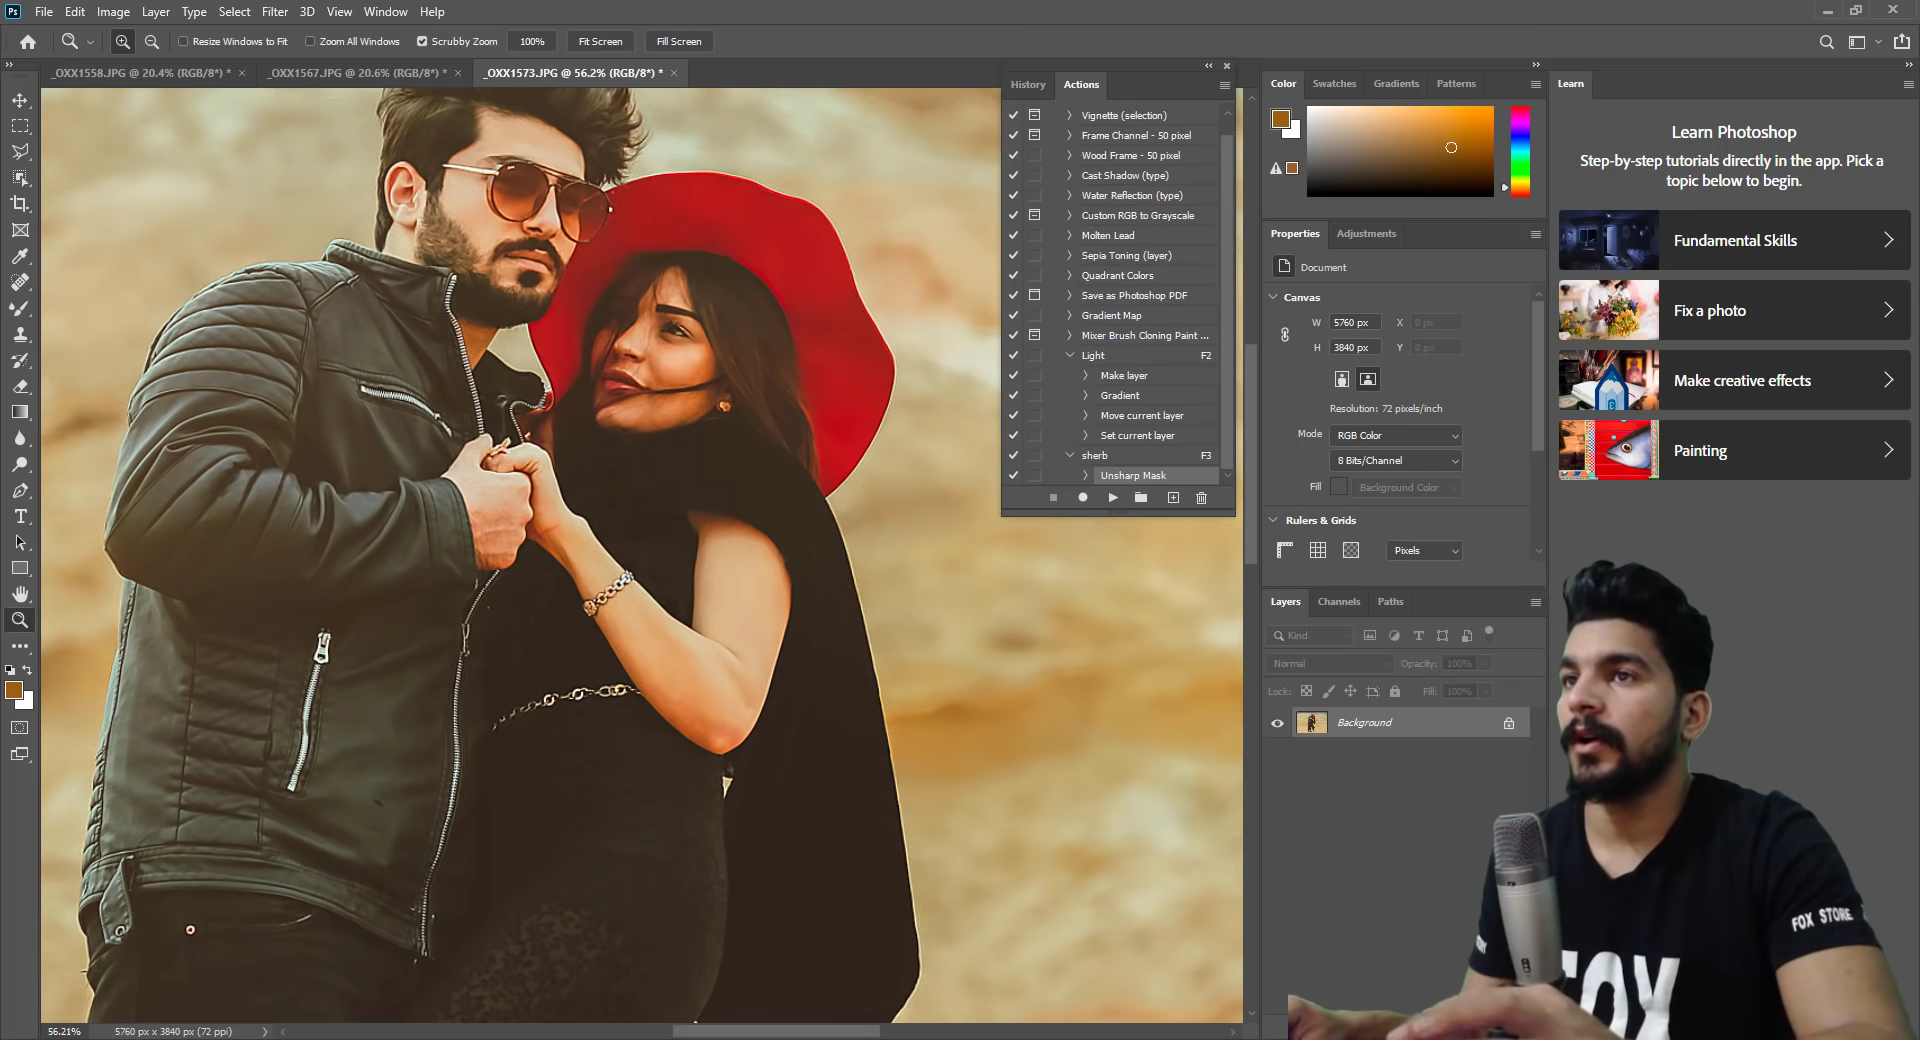 Ps File Edit Image Layer Type Select Filter 3D View Window Help
Resize Windows to Fit Zoom All Windows Scrubby Zoom 100% Fit Screen Fill Screen
_OXX1558.JPG @ 20.4% (RGB/8*) * × _OXX1567.JPG @ 20.6% (RGB/8*) * × _OXX1573.JPG @ 56.2% (RGB/8*) * ×
History Actions
Vignette (selection)
Frame Channel - 50 pixel
Wood Frame - 50 pixel
Cast Shadow (type)
Water Reflection (type)
Custom RGB to Grayscale
Molten Lead
Sepia Toning (layer)
Quadrant Colors
Save as Photoshop PDF
Gradient Map
Mixer Brush Cloning Paint ...
Light F2
Make layer
Gradient
Move current layer
Set current layer
sherb F3
Unsharp Mask
Color Swatches Gradients Patterns
Properties Adjustments
Document
Canvas
W 5760 px X 0 px
H 3840 px Y 0 px
Resolution: 72 pixels/inch
Mode RGB Color
8 Bits/Channel
Fill Background Color
Rulers & Grids
Pixels
Layers Channels Paths
Kind
Normal Opacity: 100%
Lock: Fill: 100%
Background
Learn
Learn Photoshop
Step-by-step tutorials directly in the app. Pick a
topic below to begin.
Fundamental Skills
Fix a photo
Make creative effects
Painting
FOX STORE
FOX
56.21% 5760 px x 3840 px (72 ppi)